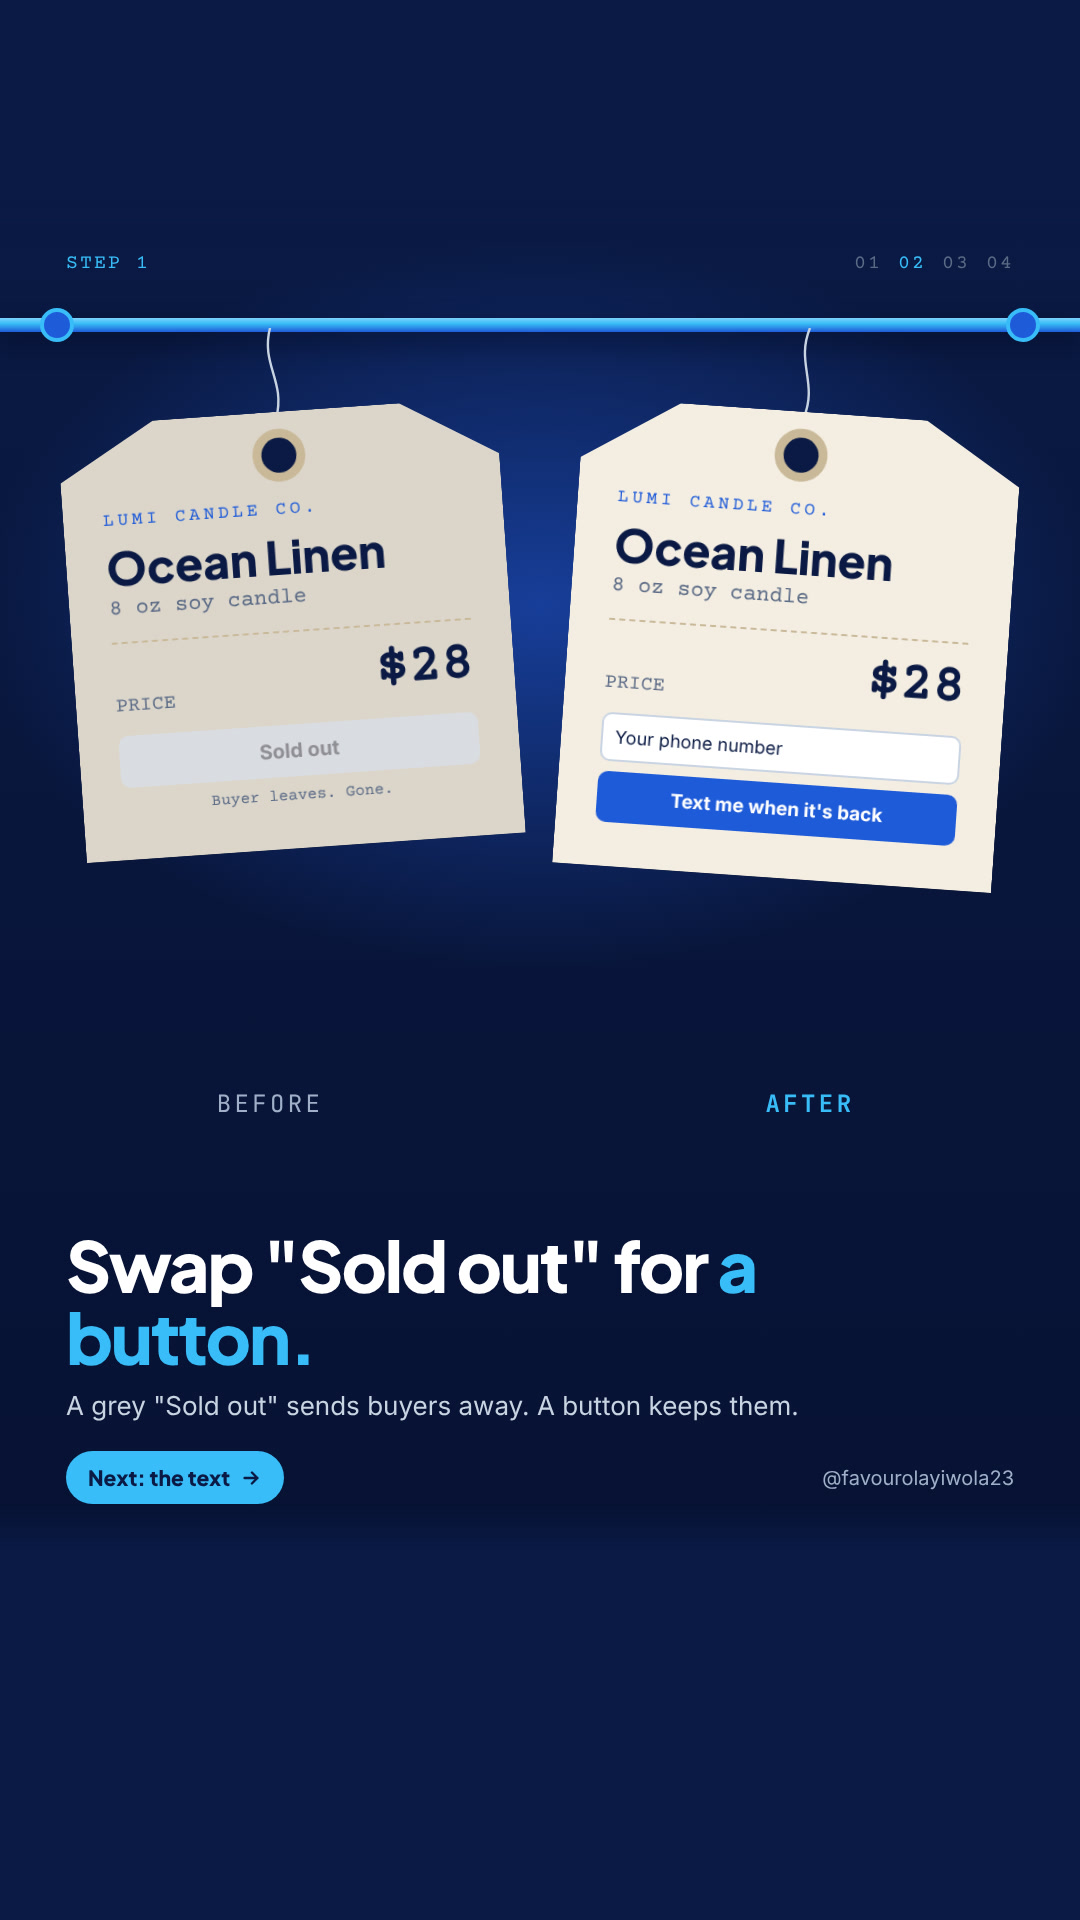 STEP 1
01 02 03 04
LUMI CANDLE CO.
Ocean Linen
8 oz soy candle
$28
PRICE
Sold out
Buyer leaves. Gone.
LUMI CANDLE CO.
Ocean Linen
8 oz soy candle
$28
PRICE
Your phone number
Text me when it's back
BEFORE
AFTER
Swap "Sold out" for a
button.
A grey "Sold out" sends buyers away. A button keeps them.
Next: the text →
@favourolayiwola23